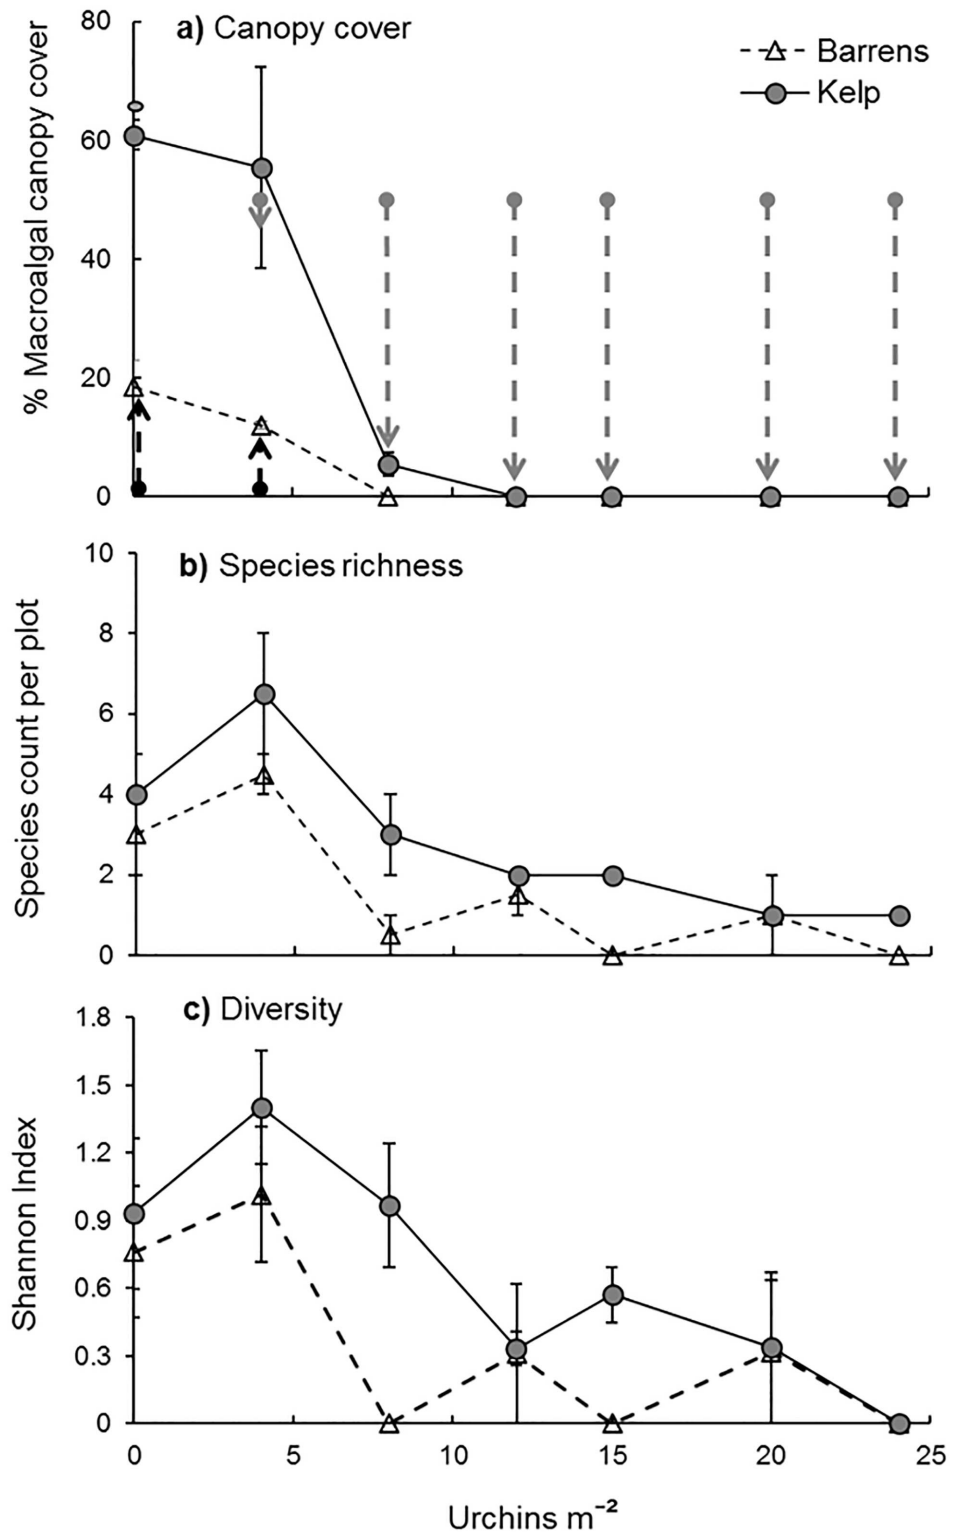 a) Canopy cover
Barrens
Kelp
% Macroalgal canopy cover
80
60
40
20
0
b) Species richness
Species count per plot
10
8
6
4
2
0
c) Diversity
Shannon Index
1.8
1.5
1.2
0.9
0.6
0.3
0
0 5 10 15 20 25
Urchins m⁻²